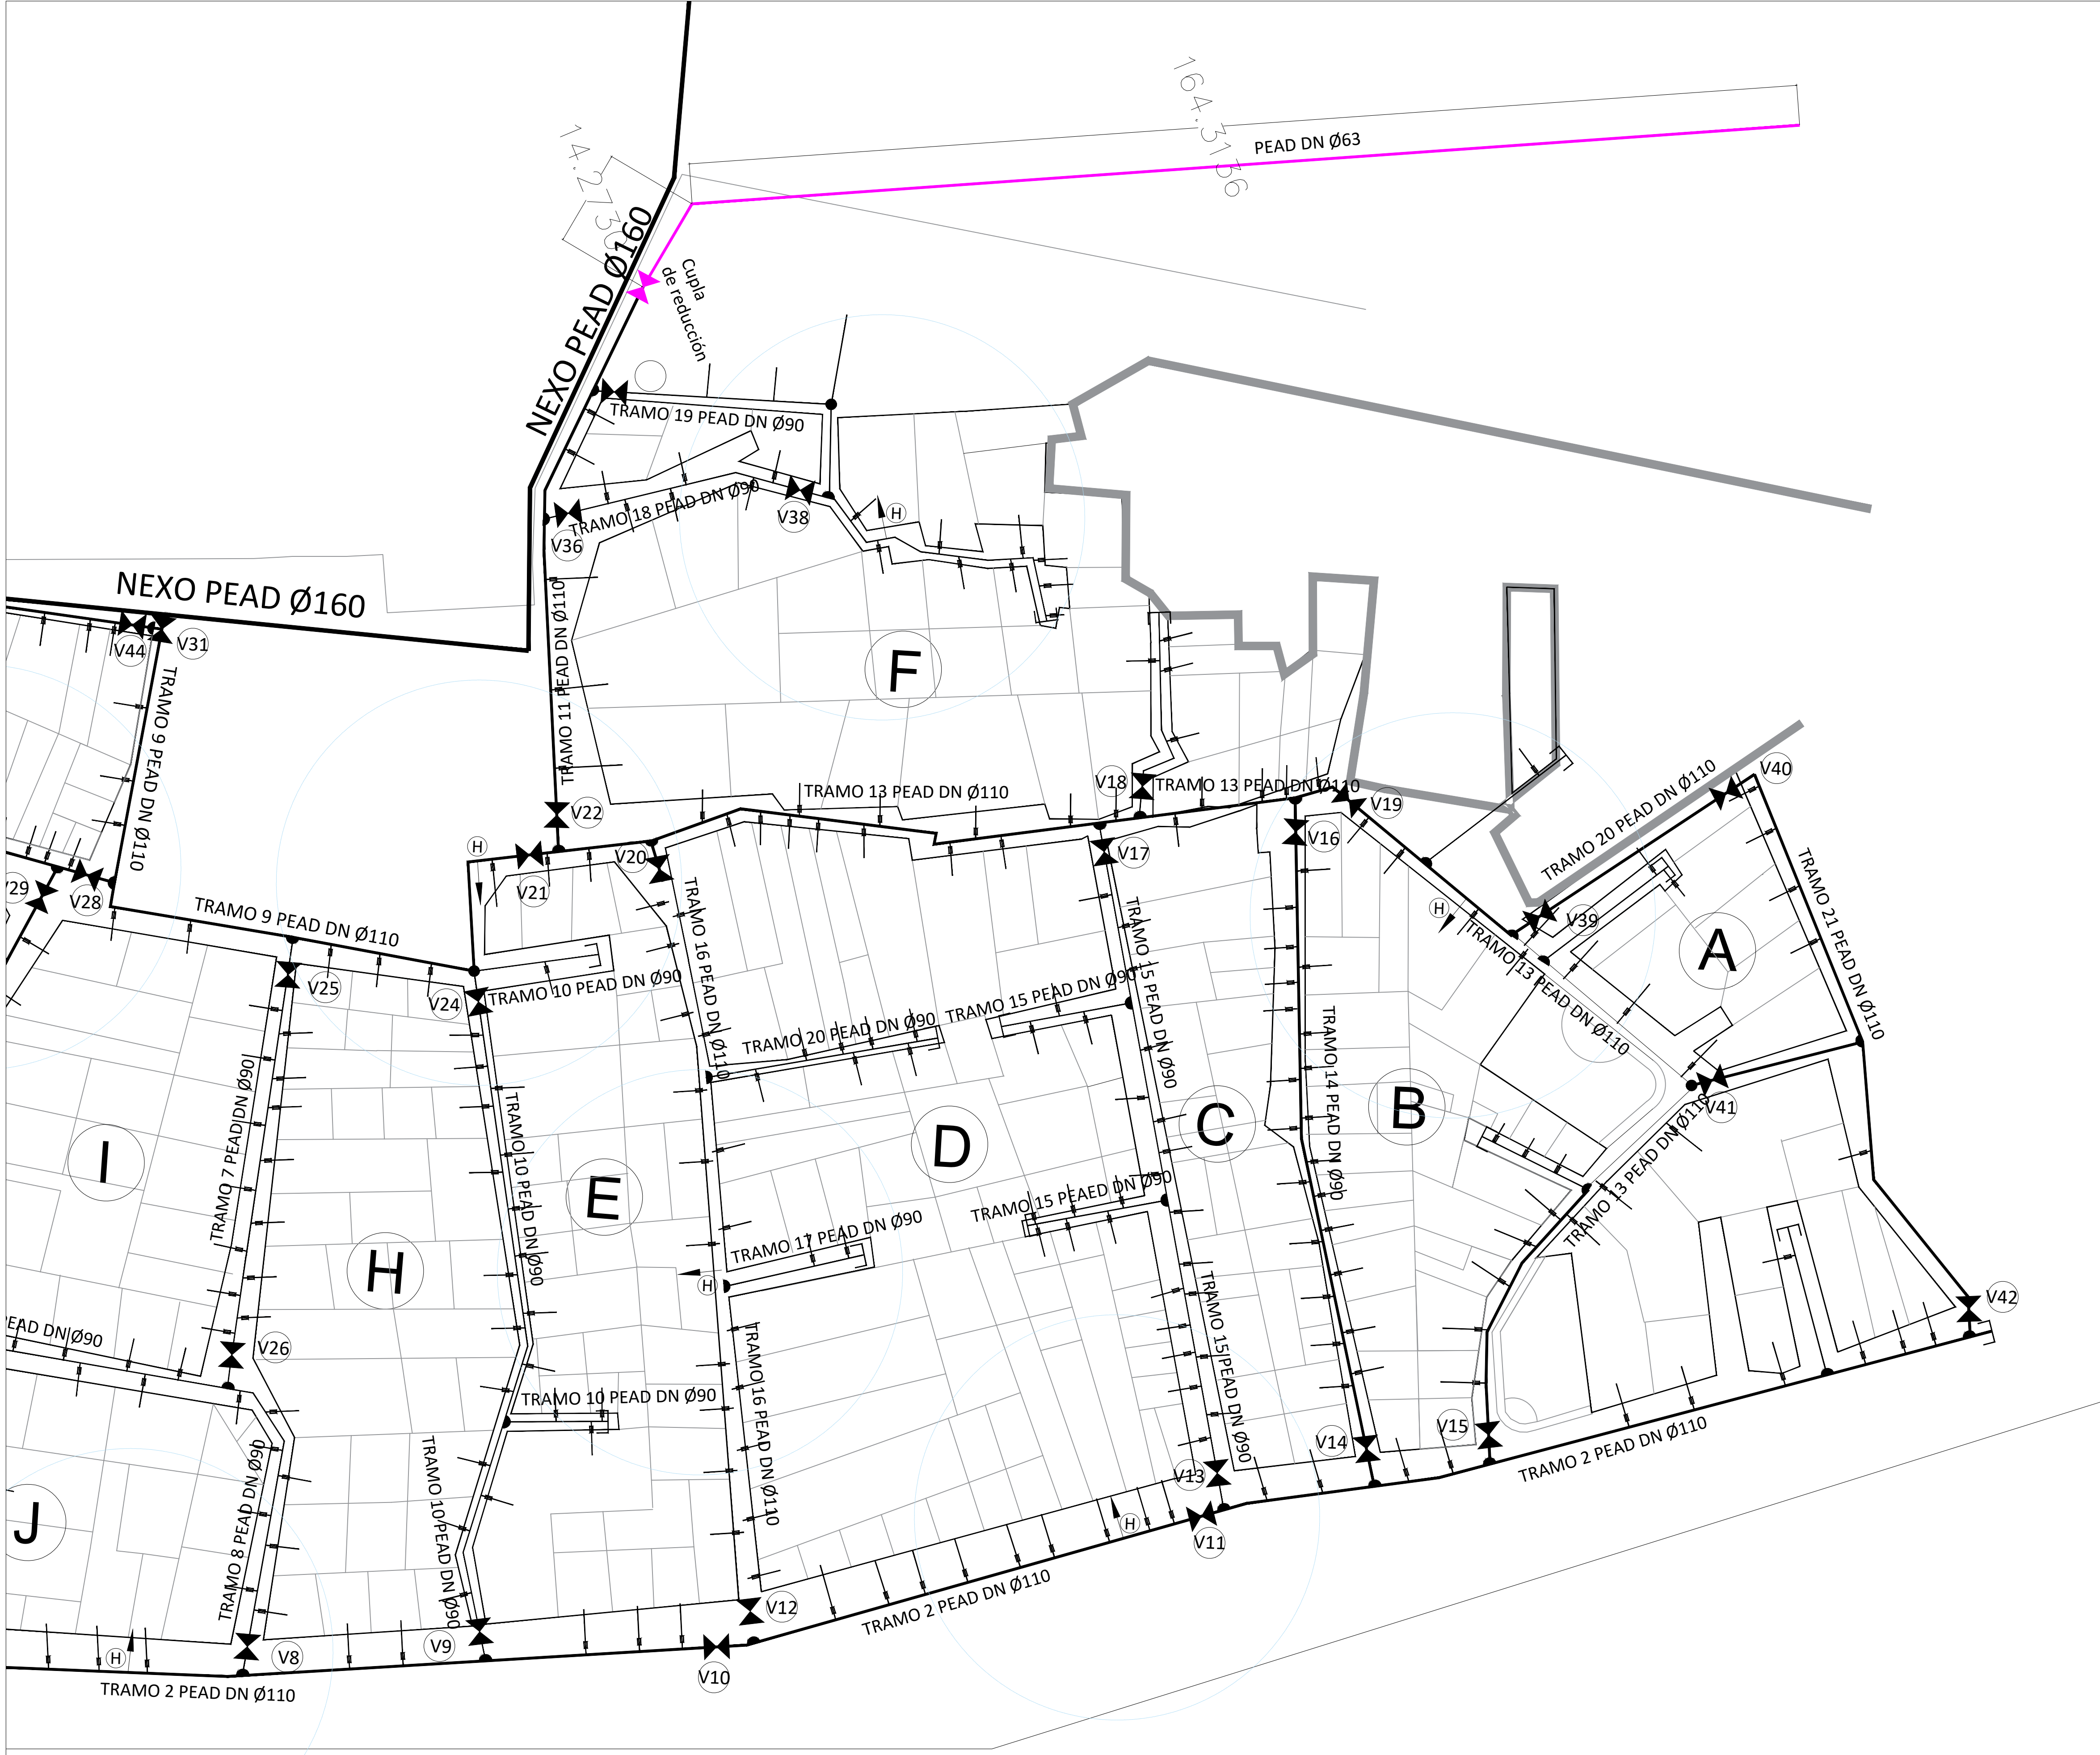 164.3136
PEAD DN Ø63
14.2730
NEXO PEAD Ø160
Cupla
de reducción
TRAMO 19 PEAD DN Ø90
TRAMO 18 PEAD DN Ø90
V38
H
V36
NEXO PEAD Ø160
V44
V31
TRAMO 9 PEAD DN Ø110
TRAMO 11 PEAD DN Ø110
F
V22
TRAMO 13 PEAD DN Ø110
V18
TRAMO 13 PEAD DN Ø110
V19
V40
TRAMO 20 PEAD DN Ø110
H
V21
V20
V17
V16
TRAMO 21 PEAD DN Ø110
V29
V28
TRAMO 9 PEAD DN Ø110
H
V39
A
TRAMO 13 PEAD DN Ø110
V25
V24
TRAMO 10 PEAD DN Ø90
TRAMO 16 PEAD DN Ø110
TRAMO 15 PEAD DN Ø90
TRAMO 15 PEAD DN Ø90
TRAMO 20 PEAD DN Ø90
TRAMO 14 PEAD DN Ø90
V41
B
C
D
TRAMO 13 PEAD DN Ø110
I
TRAMO 7 PEAD DN Ø90
TRAMO 10 PEAD DN Ø90
E
TRAMO 15 PEAED DN Ø90
TRAMO 17 PEAD DN Ø90
H
H
V42
PEAD DN Ø90
V26
TRAMO 15 PEAD DN Ø90
TRAMO 16 PEAD DN Ø110
TRAMO 10 PEAD DN Ø90
V14
V15
TRAMO 2 PEAD DN Ø110
V13
J
TRAMO 8 PEAD DN Ø90
TRAMO 10 PEAD DN Ø90
H
V11
V12
TRAMO 2 PEAD DN Ø110
H
V8
V9
V10
TRAMO 2 PEAD DN Ø110